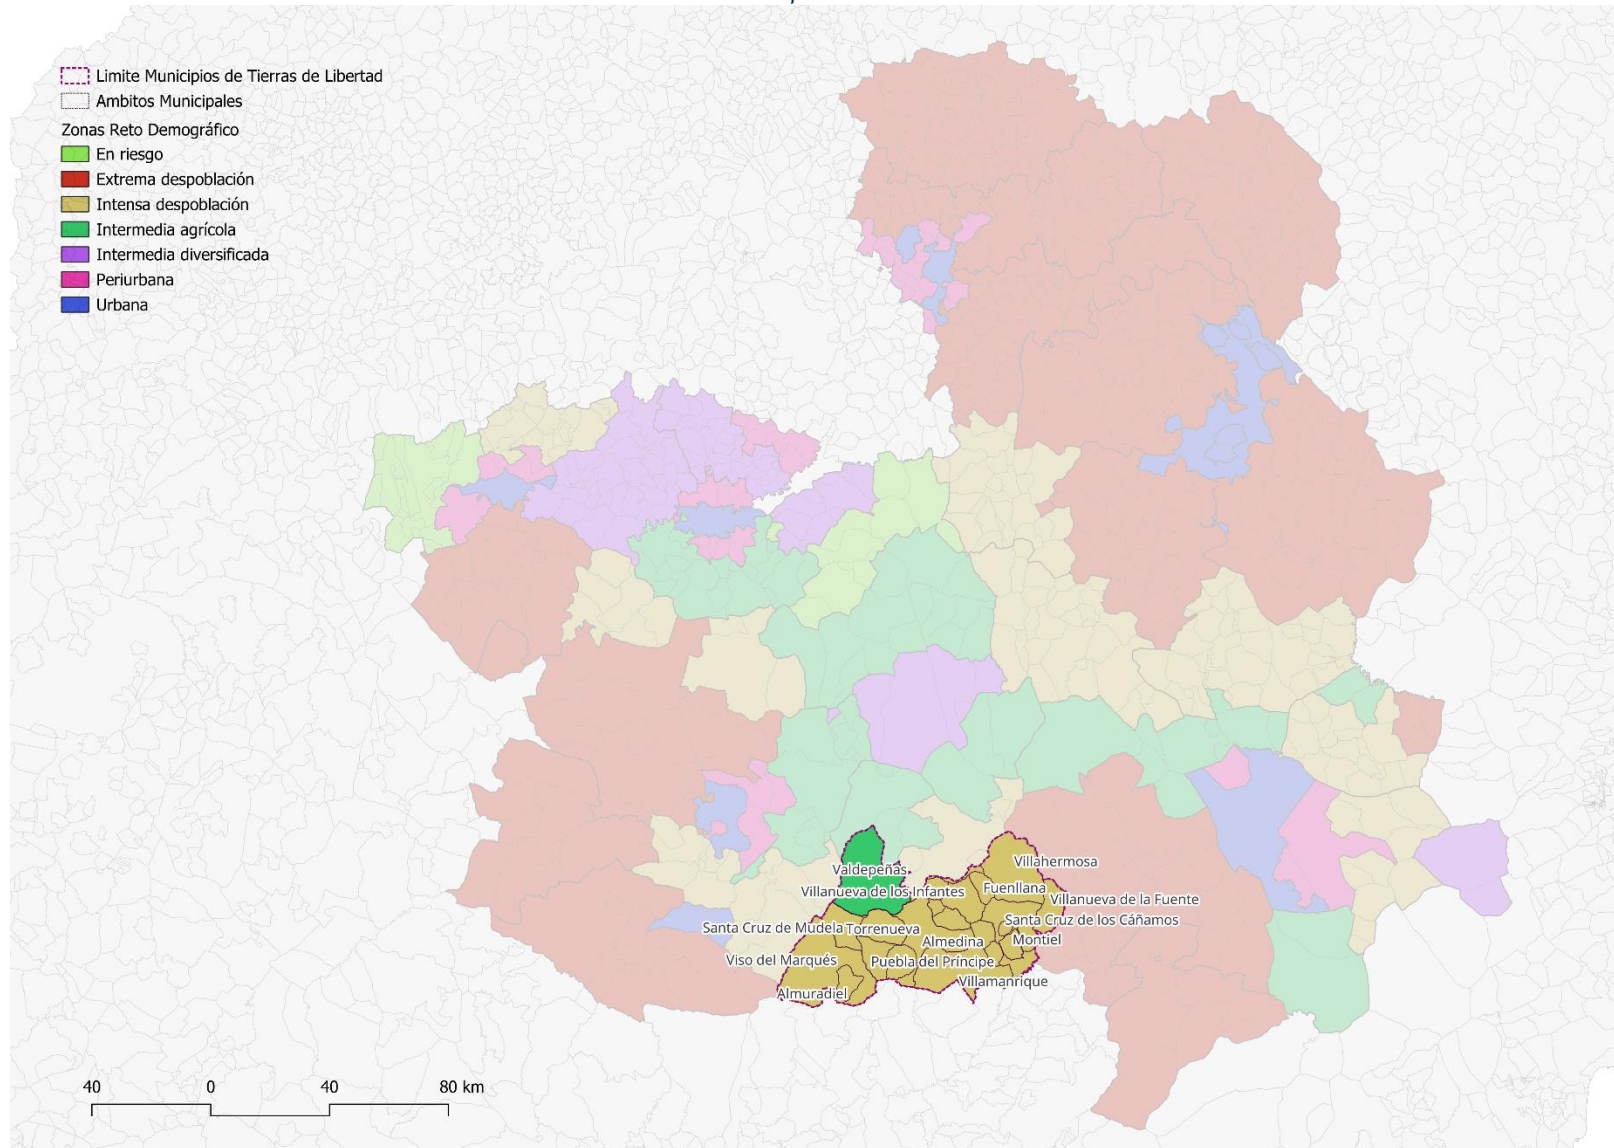 Limite Municipios de Tierras de Libertad
Ambitos Municipales
Zonas Reto Demográfico
En riesgo
Extrema despoblación
Intensa despoblación
Intermedia agrícola
Intermedia diversificada
Periurbana
Urbana
Villahermosa
Valdepeñas
Fuenllana
Villanueva de los Infantes
Villanueva de la Fuente
Santa Cruz de los Cáñamos
Santa Cruz de Mudela
Torrenueva
Almedina
Montiel
Viso del Marqués
Puebla del Príncipe
Villamanrique
Almuradiel
40 0 40 80 km